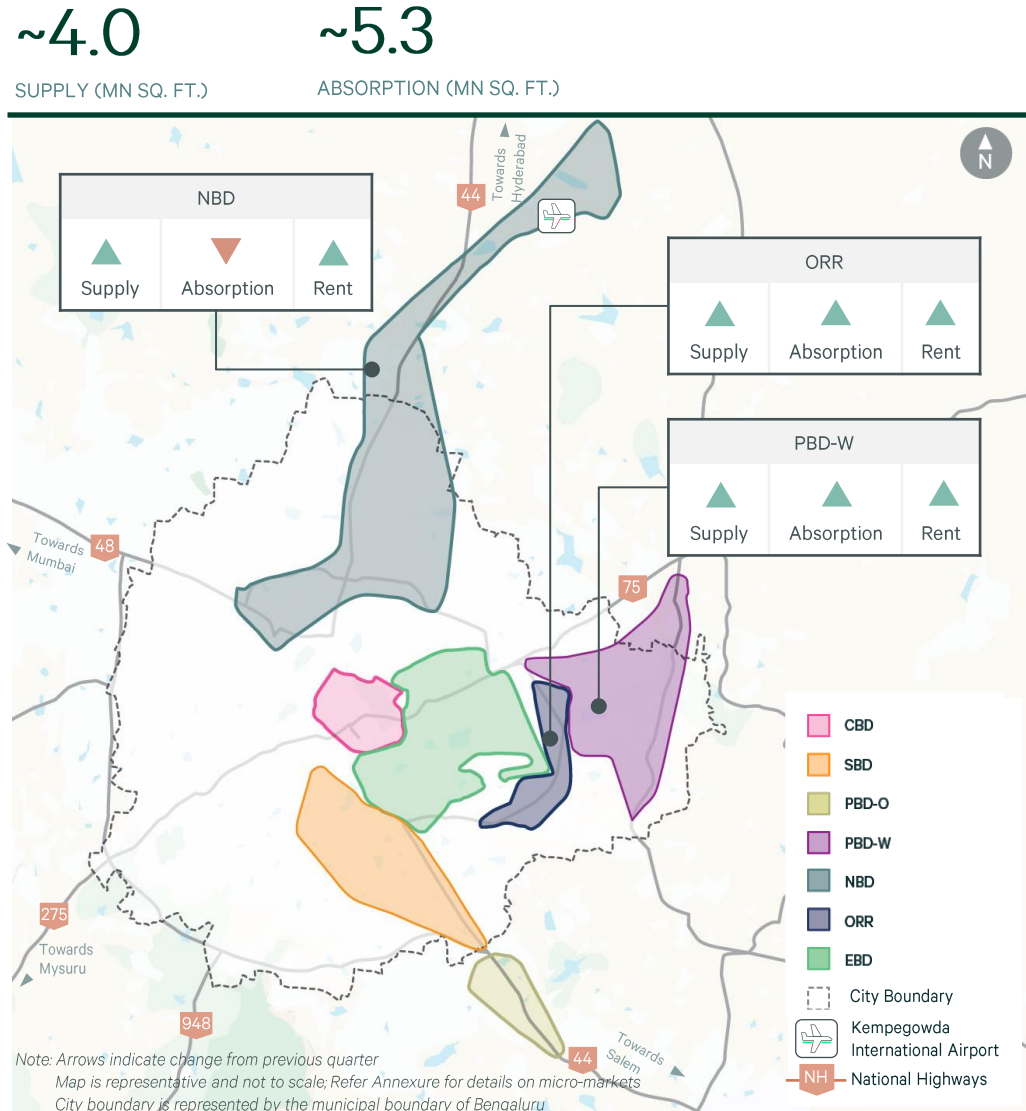 ~4.0
SUPPLY (MN SQ. FT.)
~5.3
ABSORPTION (MN SQ. FT.)
N
44
Towards
Hyderabad
NBD
Supply
Absorption
Rent
ORR
Supply
Absorption
Rent
PBD-W
Supply
Absorption
Rent
Towards
Mumbai
48
75
275
Towards
Mysuru
948
44
Towards
Salem
CBD
SBD
PBD-O
PBD-W
NBD
ORR
EBD
City Boundary
Kempegowda
International Airport
NH
National Highways
Note: Arrows indicate change from previous quarter
Map is representative and not to scale; Refer Annexure for details on micro-markets
City boundary is represented by the municipal boundary of Bengaluru